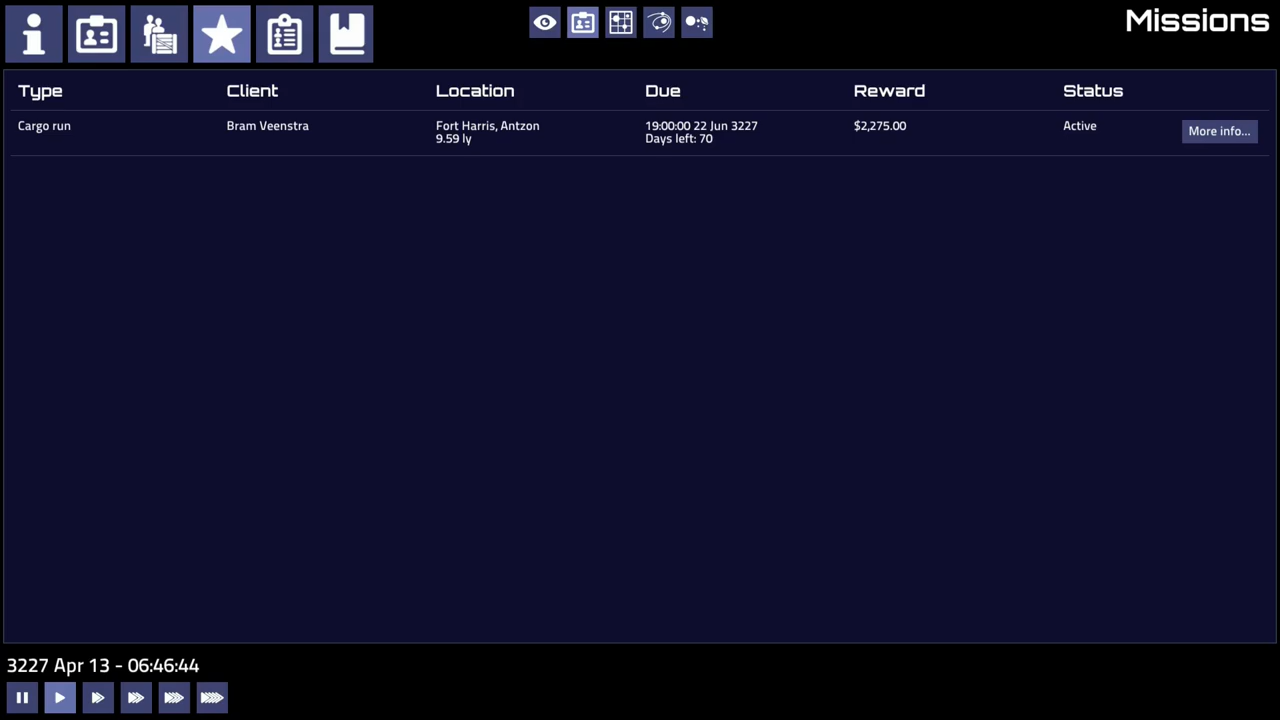 Missions
Type Client Location Due Reward Status
Cargo run Bram Veenstra Fort Harris, Antzon 19:00:00 22 Jun 3227 $2,275.00 Active More info...
9.59 ly Days left: 70
3227 Apr 13 - 06:46:44